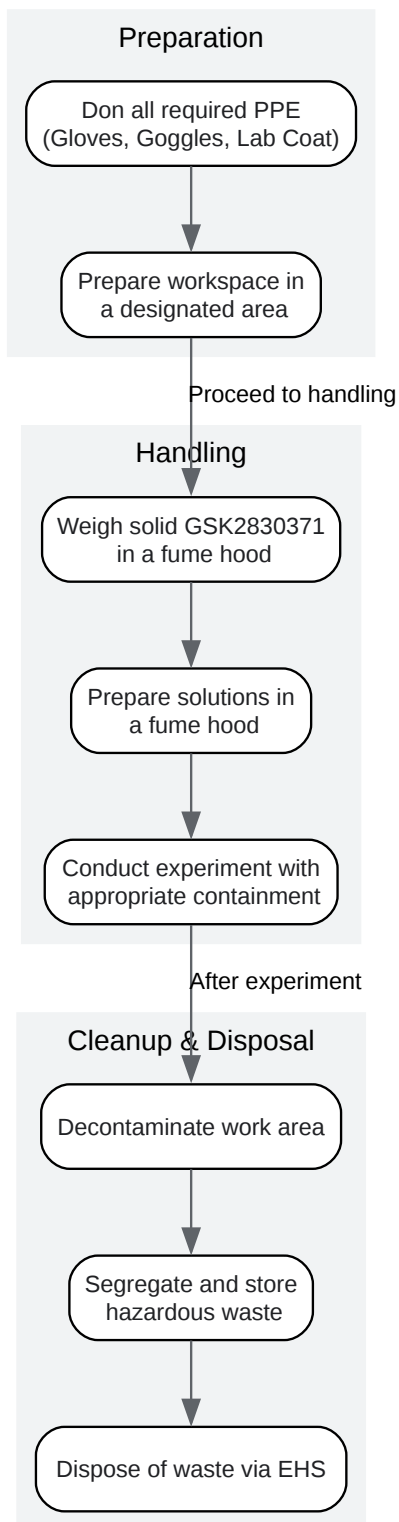 Preparation
Don all required PPE
(Gloves, Goggles, Lab Coat)
Prepare workspace in
a designated area
Proceed to handling
Handling
Weigh solid GSK2830371
in a fume hood
Prepare solutions in
a fume hood
Conduct experiment with
appropriate containment
After experiment
Cleanup & Disposal
Decontaminate work area
Segregate and store
hazardous waste
Dispose of waste via EHS